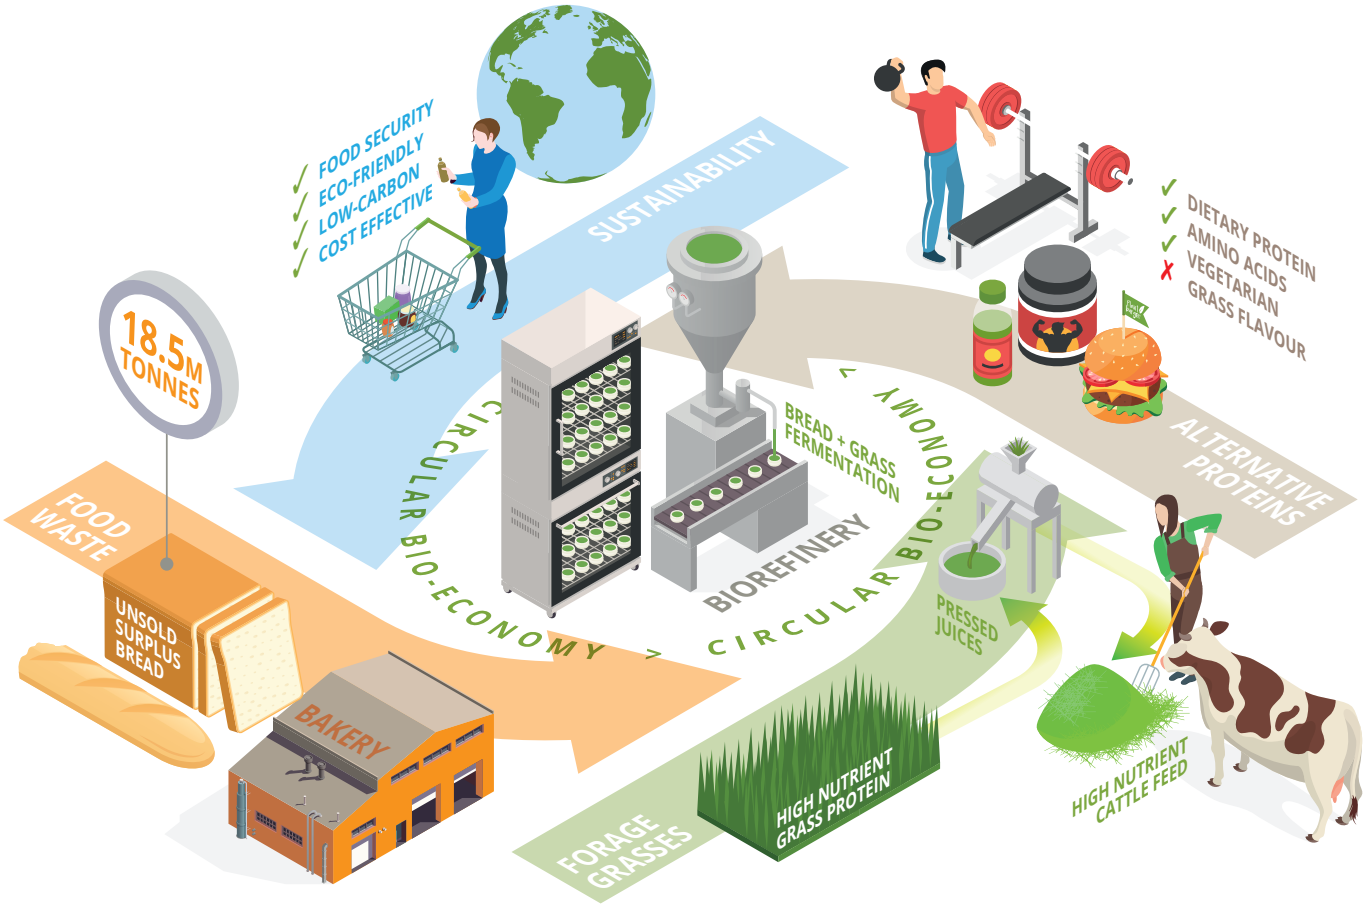 FOOD SECURITY
ECO-FRIENDLY
LOW-CARBON
COST EFFECTIVE
SUSTAINABILITY
DIETARY PROTEIN
AMINO ACIDS
VEGETARIAN
GRASS FLAVOUR
18.5M
TONNES
ALTERNATIVE
PROTEINS
BREAD + GRASS
FERMENTATION
BIOREFINERY
CIRCULAR BIO-ECONOMY >
CIRCULAR BIO-ECONOMY >
FOOD
WASTE
UNSOLD
SURPLUS
BREAD
BAKERY
PRESSED
JUICES
HIGH NUTRIENT
GRASS PROTEIN
FORAGE
GRASSES
HIGH NUTRIENT
CATTLE FEED